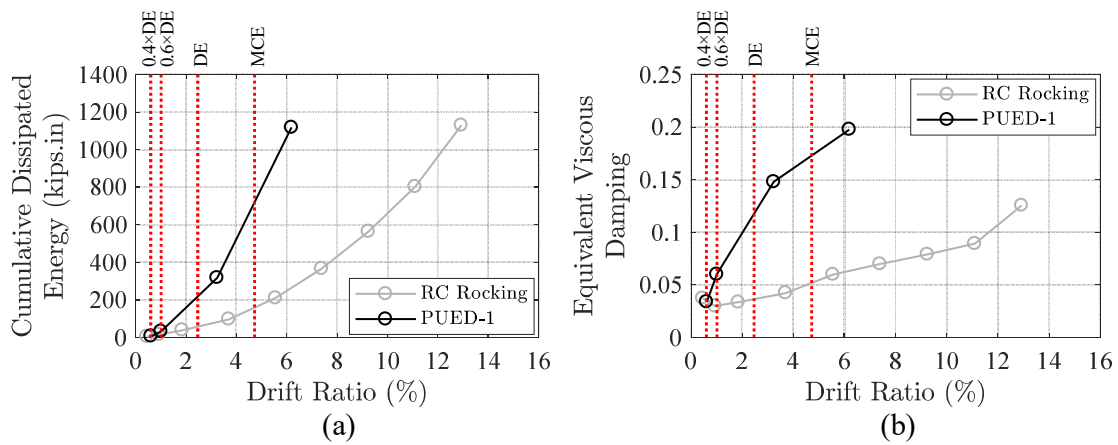 0.4×DE
0.6×DE
DE
MCE
1400
1200
1000
800
600
400
200
0
Cumulative Dissipated
Energy (kips.in)
RC Rocking
PUED-1
0 2 4 6 8 10 12 14 16
Drift Ratio (%)
(a)
0.4×DE
0.6×DE
DE
MCE
0.25
0.2
0.15
0.1
0.05
0
Equivalent Viscous
Damping
RC Rocking
PUED-1
0 2 4 6 8 10 12 14 16
Drift Ratio (%)
(b)